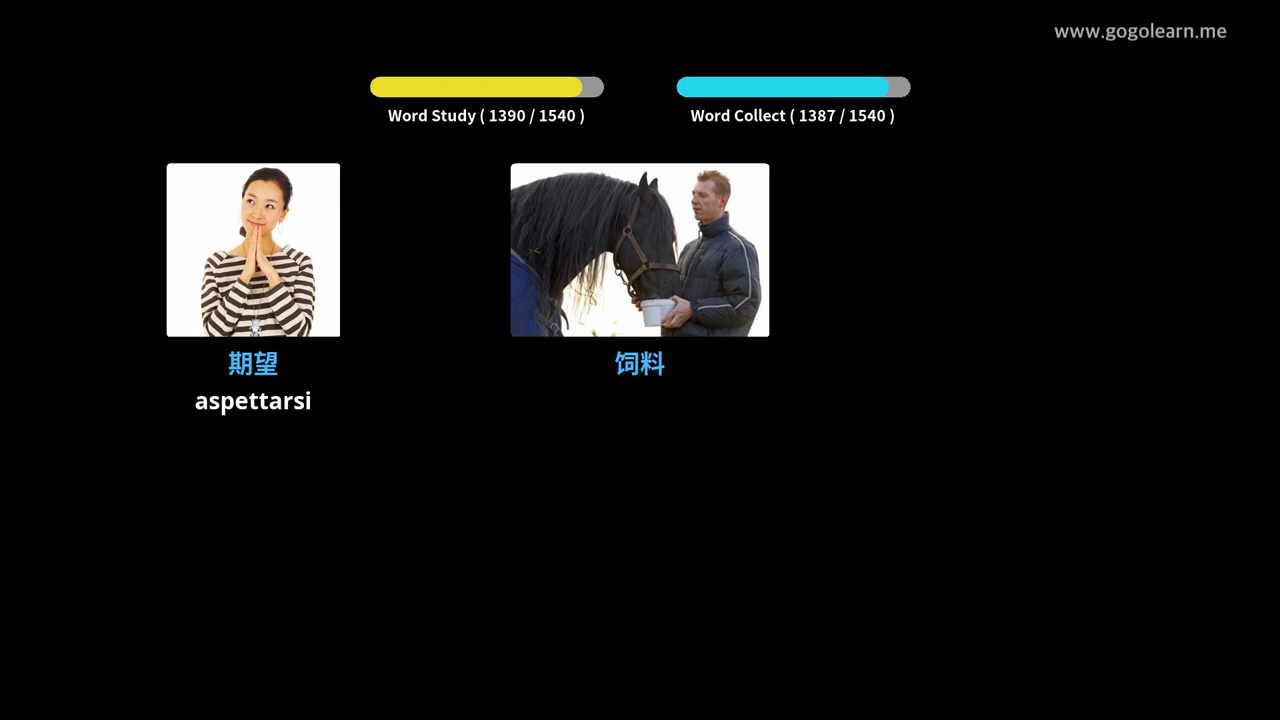 www.gogolearn.me
Word Study ( 1390 / 1540 )
Word Collect ( 1387 / 1540 )
期望
aspettarsi
饲料